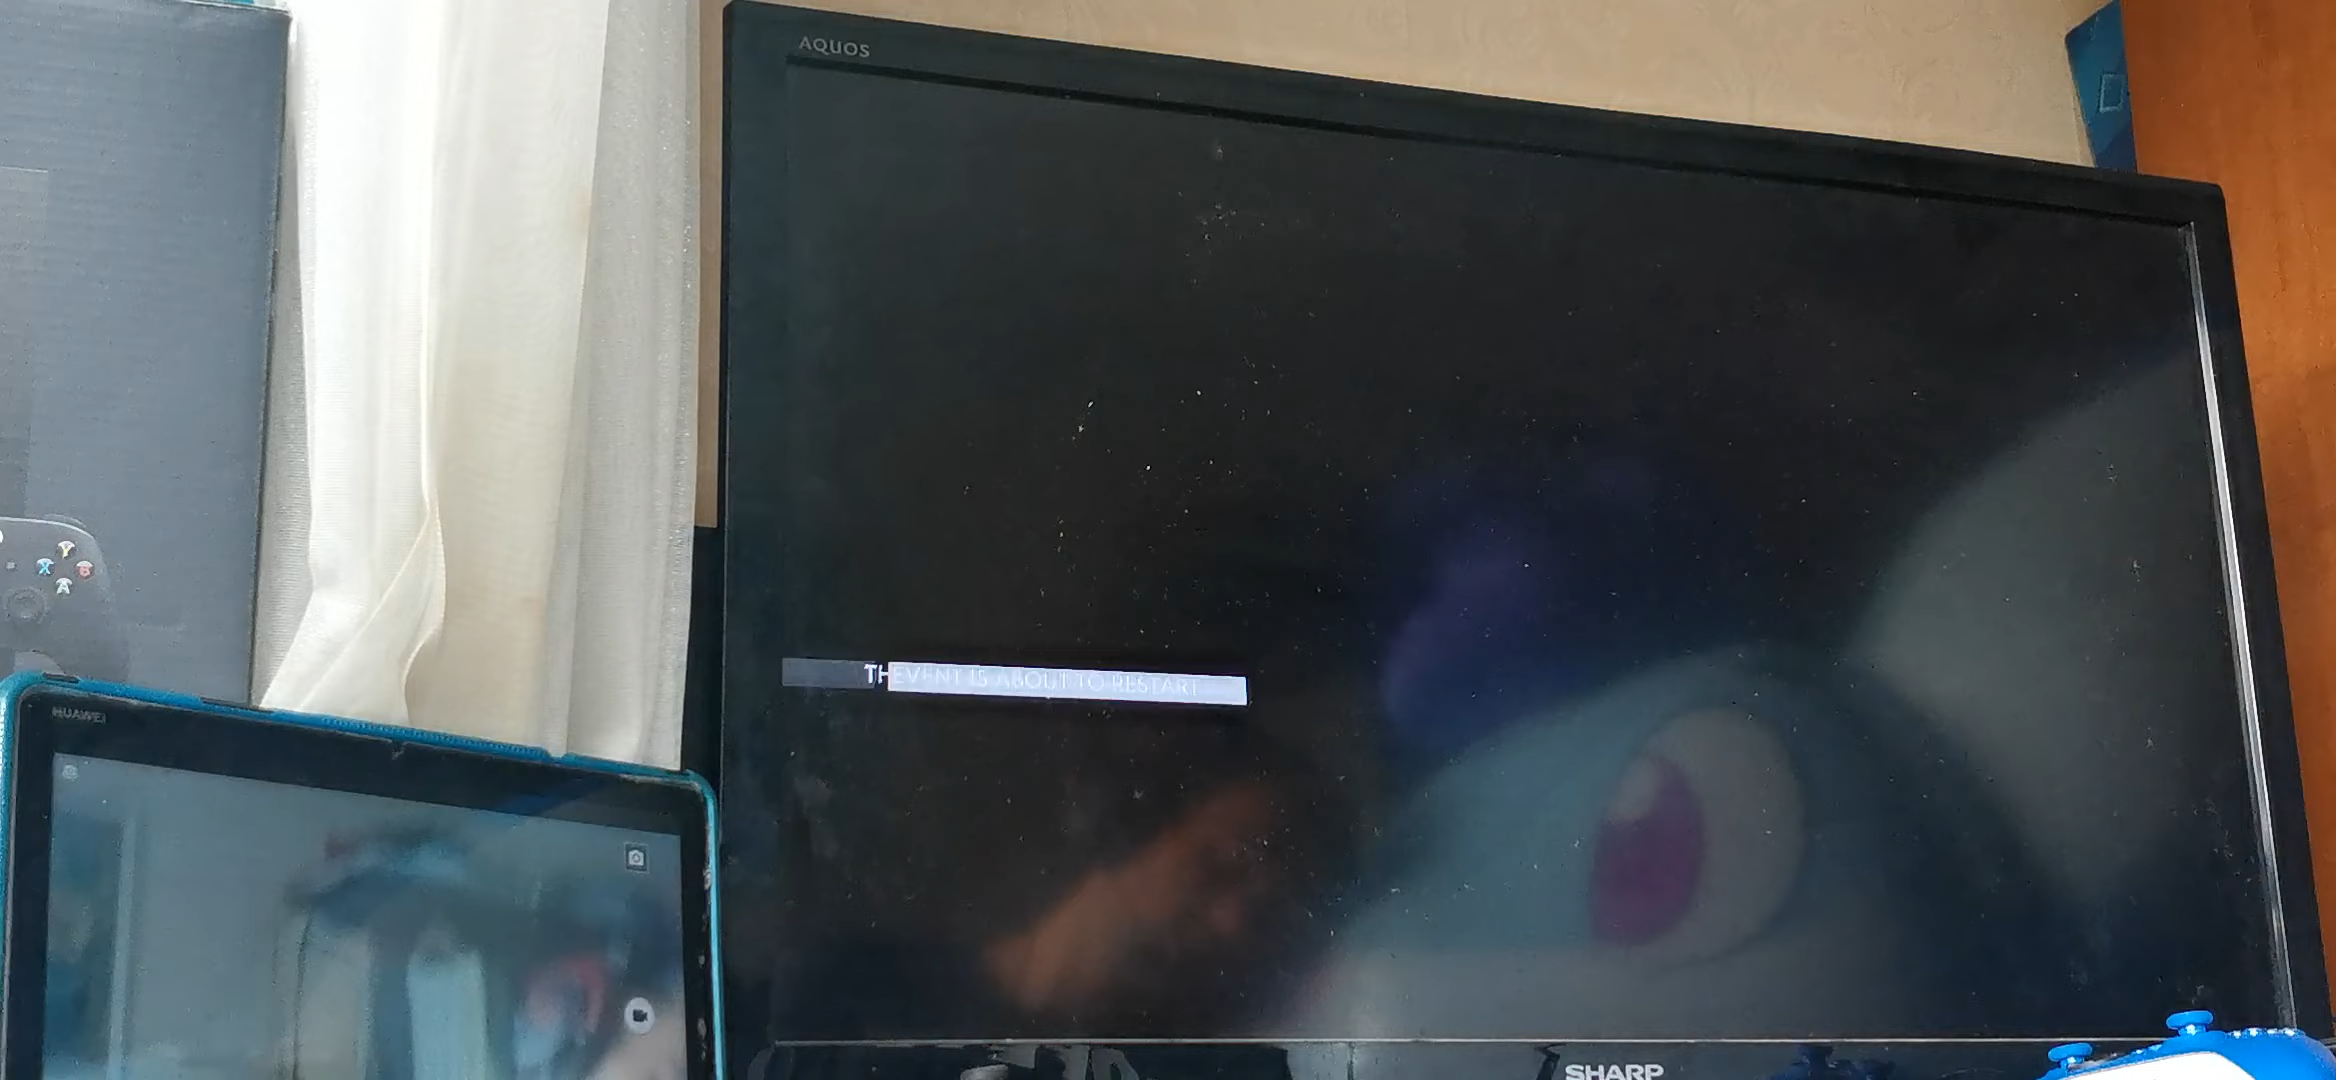 AQUOS
Y
X B
A
THEVENT IS ABOUT TO RESTART
HUAWEI
SHARP